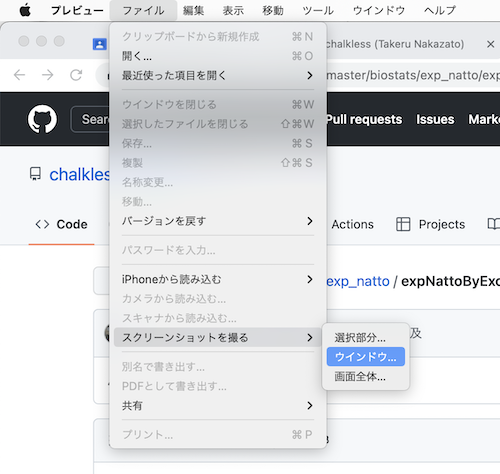 プレビュー ファイル 編集 表示 移動 ツール ウインドウ ヘルプ
クリップボードから新規作成 ⌘N
開く... ⌘O
最近使った項目を開く
ウインドウを閉じる ⌘W
選択したファイルを閉じる ⇧⌘W
保存... ⌘S
複製 ⇧⌘S
名称変更...
移動...
バージョンを戻す
パスワードを入力...
iPhoneから読み込む
カメラから読み込む...
スキャナから読み込む...
スクリーンショットを撮る
別名で書き出す...
PDFとして書き出す...
共有
プリント... ⌘P
選択部分...
ウインドウ...
画面全体...
chalkless (Takeru Nakazato)
master/biostats/exp_natto/exp
Sear
Pull requests Issues Mark
chalkless
Code Actions Projects
exp_natto / expNattoByExc
及